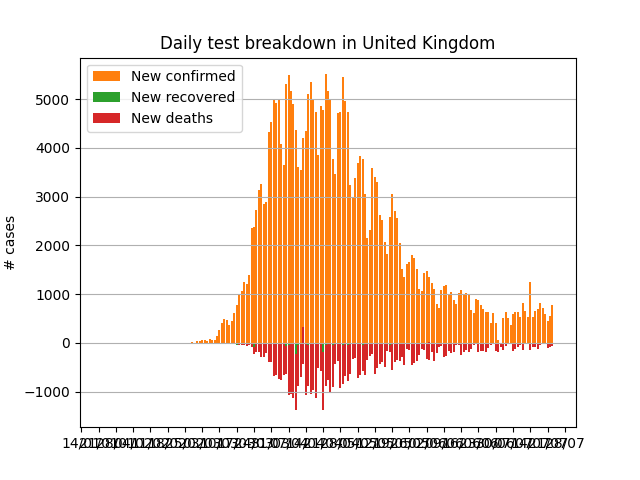 Daily test breakdown in United Kingdom
New confirmed
New recovered
New deaths
# cases
5000
4000
3000
2000
1000
0
−1000